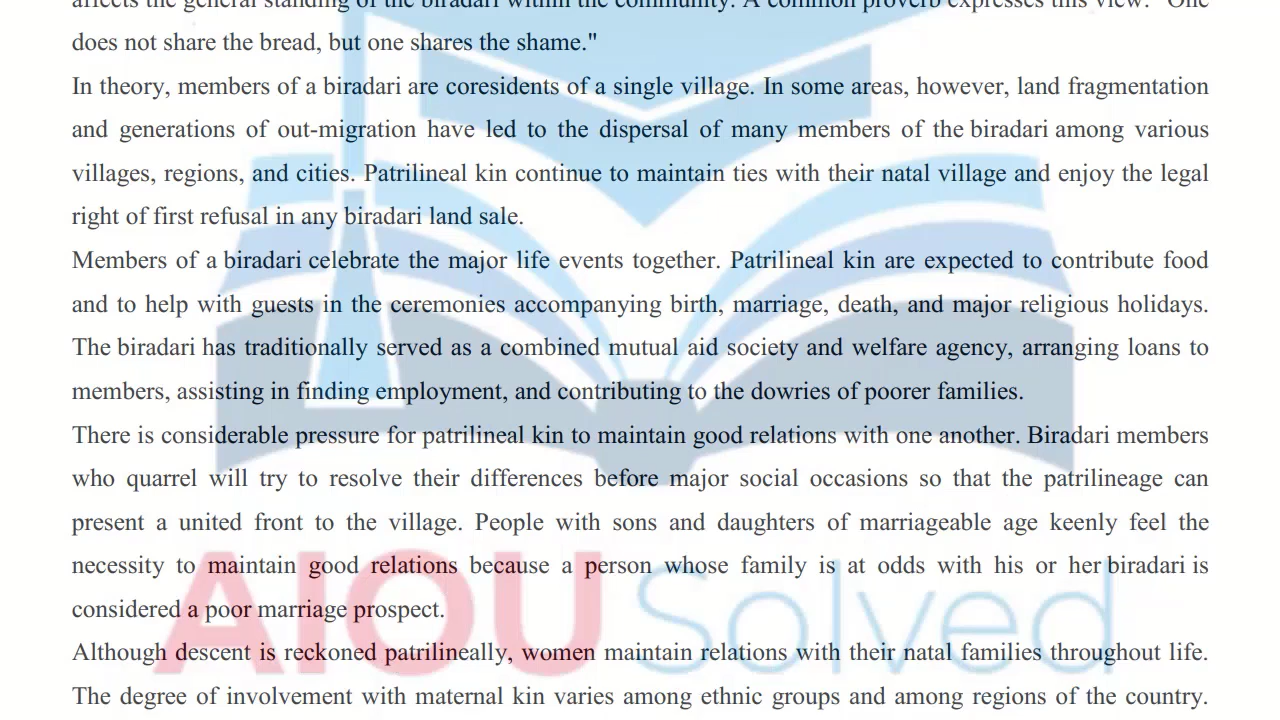 affects the general standing of the biradari within the community. A common proverb expresses this view: "One
does not share the bread, but one shares the shame."
In theory, members of a biradari are coresidents of a single village. In some areas, however, land fragmentation
and generations of out-migration have led to the dispersal of many members of the biradari among various
villages, regions, and cities. Patrilineal kin continue to maintain ties with their natal village and enjoy the legal
right of first refusal in any biradari land sale.
Members of a biradari celebrate the major life events together. Patrilineal kin are expected to contribute food
and to help with guests in the ceremonies accompanying birth, marriage, death, and major religious holidays.
The biradari has traditionally served as a combined mutual aid society and welfare agency, arranging loans to
members, assisting in finding employment, and contributing to the dowries of poorer families.
There is considerable pressure for patrilineal kin to maintain good relations with one another. Biradari members
who quarrel will try to resolve their differences before major social occasions so that the patrilineage can
present a united front to the village. People with sons and daughters of marriageable age keenly feel the
necessity to maintain good relations because a person whose family is at odds with his or her biradari is
considered a poor marriage prospect.
Although descent is reckoned patrilineally, women maintain relations with their natal families throughout life.
The degree of involvement with maternal kin varies among ethnic groups and among regions of the country.
AIOU Solved